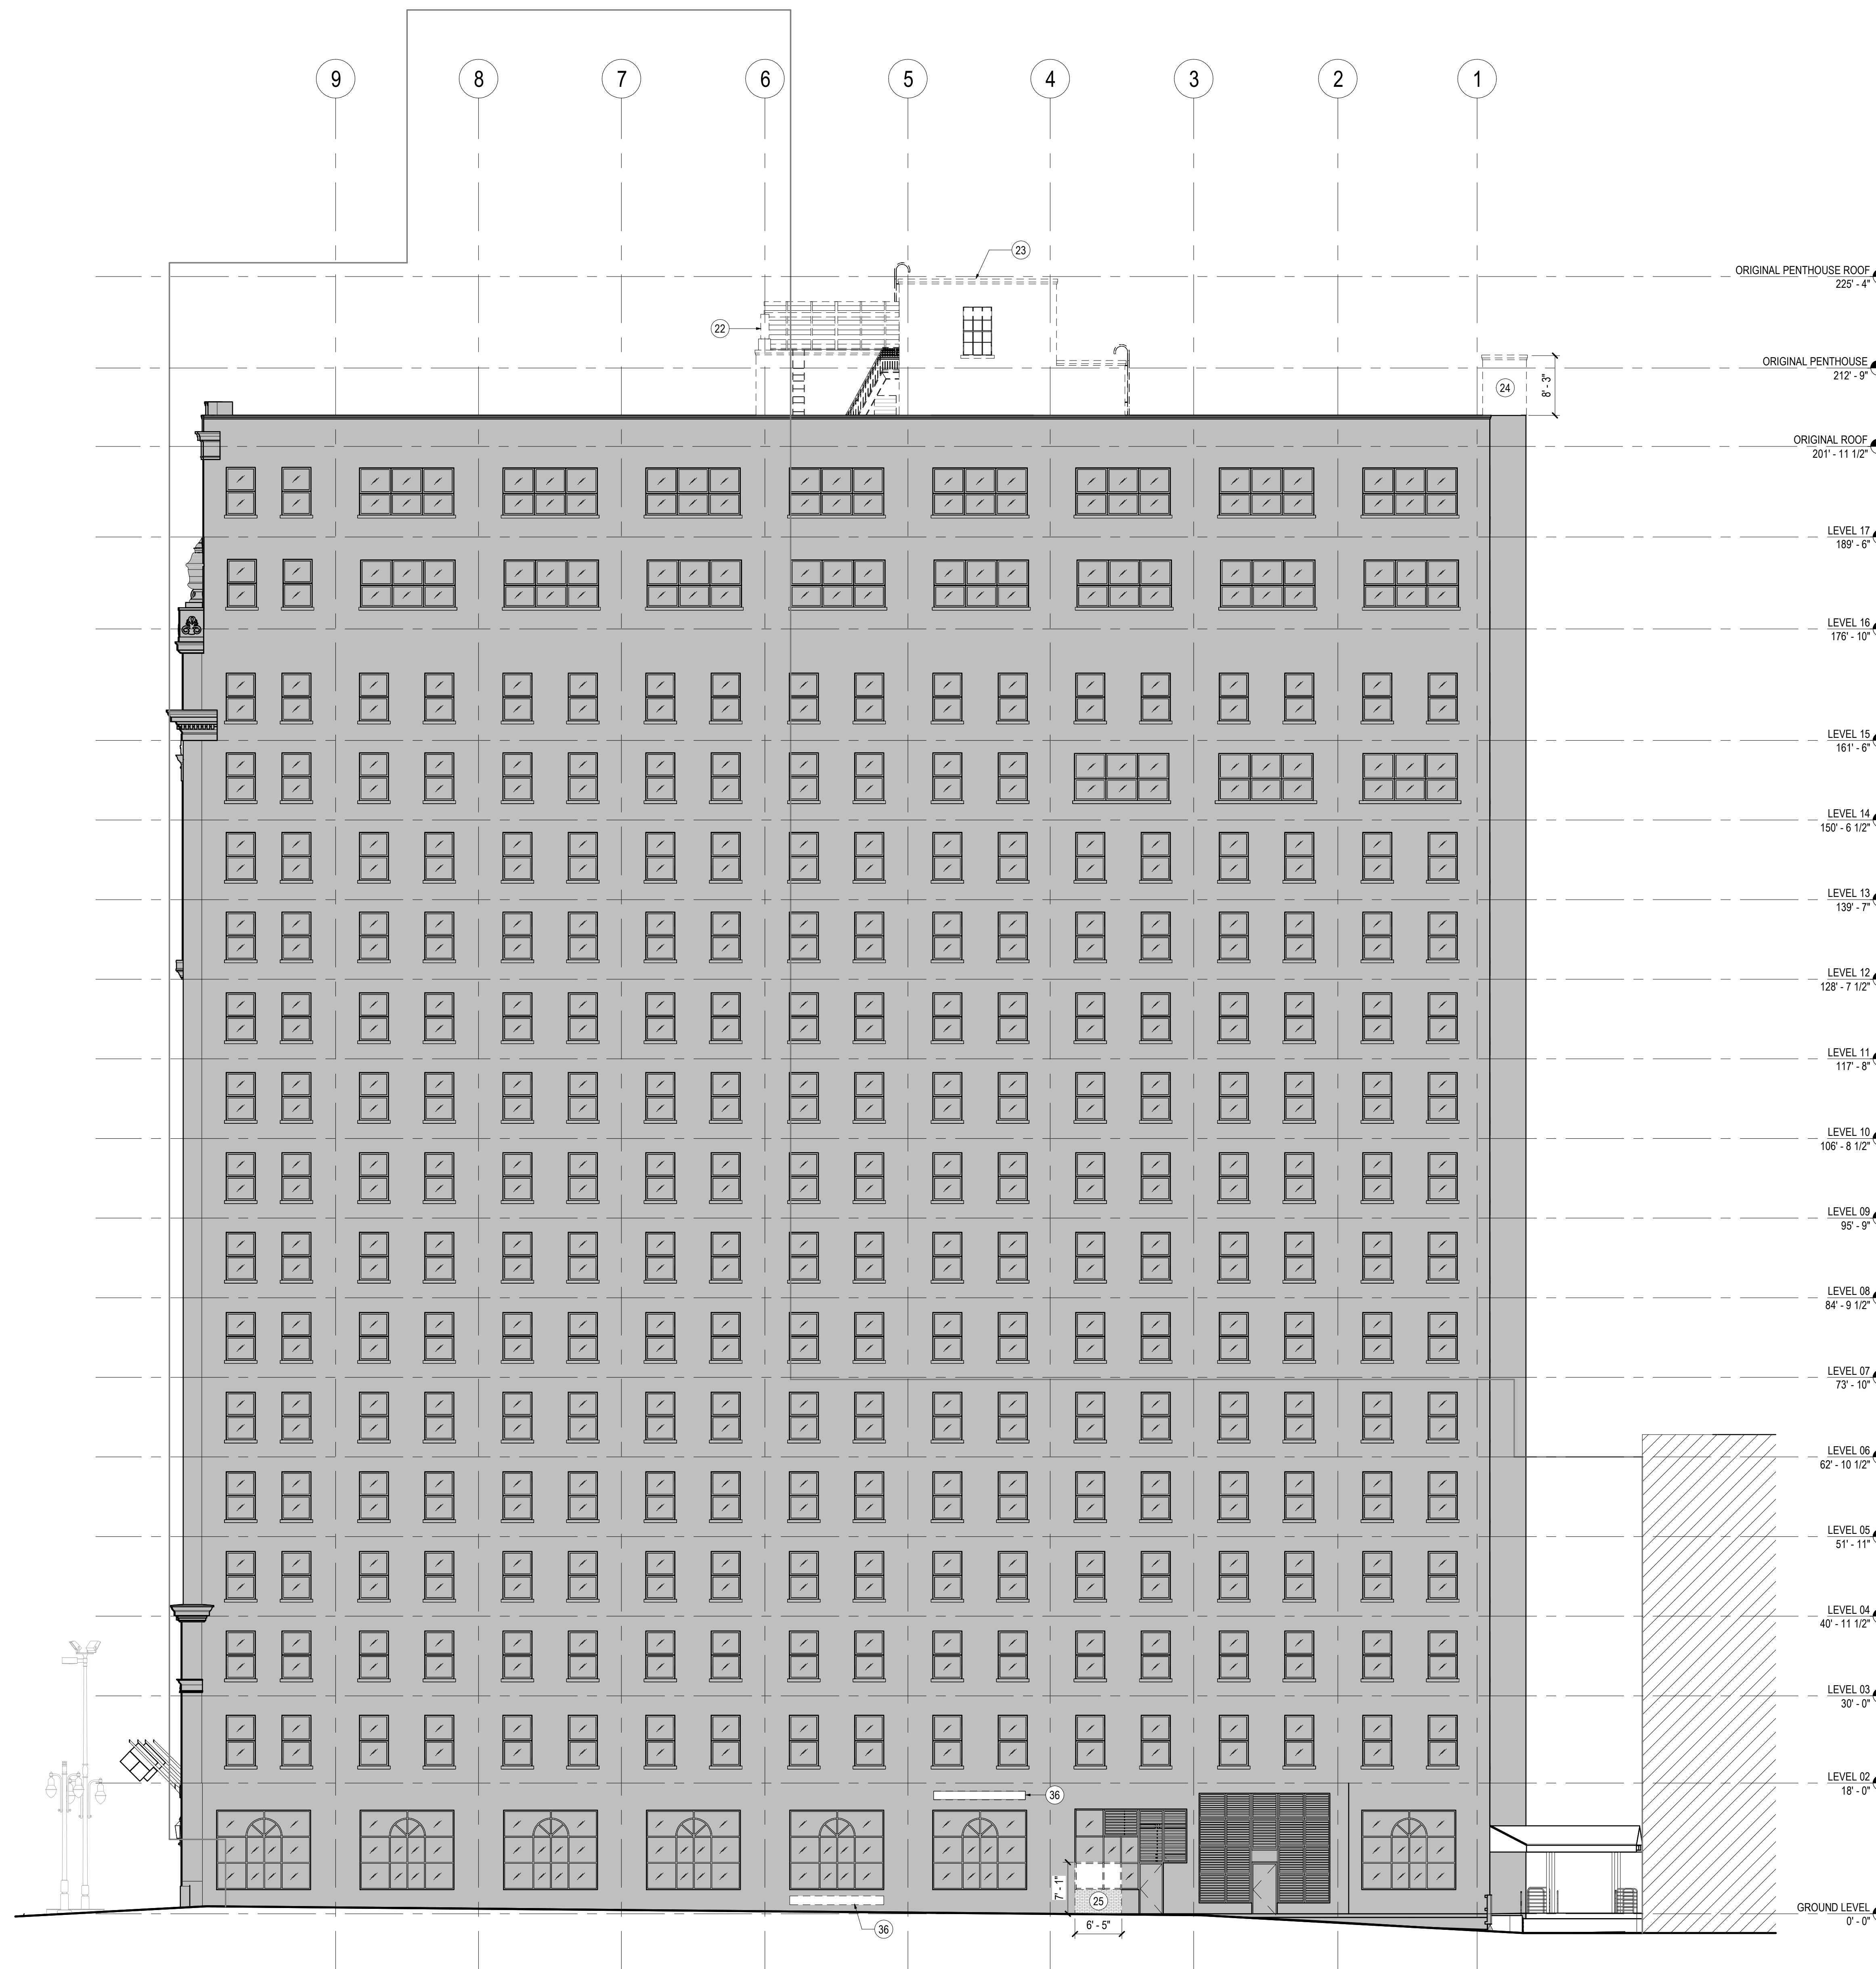 9 8 7 6 5 4 3 2 1
23
ORIGINAL PENTHOUSE ROOF
225' - 4"
22
ORIGINAL PENTHOUSE
212' - 9"
24
8' - 3"
ORIGINAL ROOF
201' - 11 1/2"
LEVEL 17
189' - 6"
LEVEL 16
176' - 10"
LEVEL 15
161' - 6"
LEVEL 14
150' - 6 1/2"
LEVEL 13
139' - 7"
LEVEL 12
128' - 7 1/2"
LEVEL 11
117' - 8"
LEVEL 10
106' - 8 1/2"
LEVEL 09
95' - 9"
LEVEL 08
84' - 9 1/2"
LEVEL 07
73' - 10"
LEVEL 06
62' - 10 1/2"
LEVEL 05
51' - 11"
LEVEL 04
40' - 11 1/2"
LEVEL 03
30' - 0"
LEVEL 02
18' - 0"
36
7' - 1"
25
6' - 5"
36
GROUND LEVEL
0' - 0"